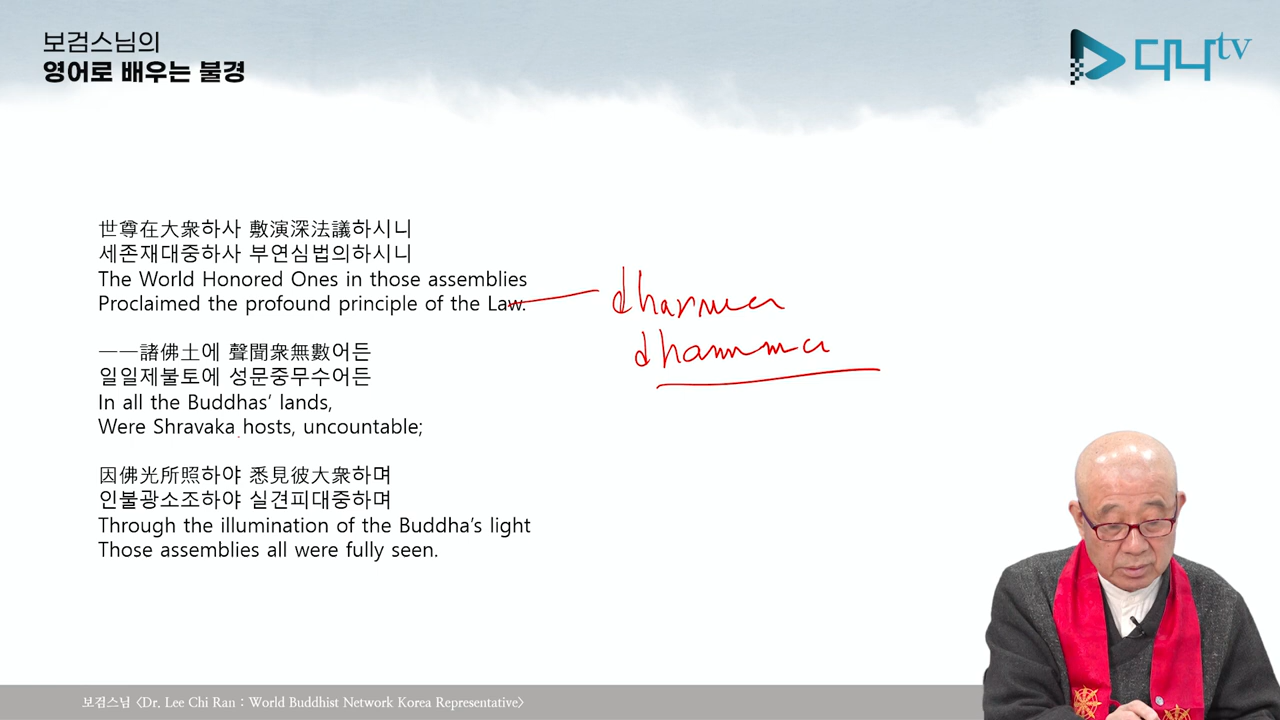 보검스님의
영어로 배우는 불경
다나tv
世尊在大衆하사 敷演深法議하시니
세존재대중하사 부연심법의하시니
The World Honored Ones in those assemblies
Proclaimed the profound principle of the Law.
dharma
dhamma
一一諸佛土에 聲聞衆無數어든
일일제불토에 성문중무수어든
In all the Buddhas’ lands,
Were Shravaka hosts, uncountable;
因佛光所照하야 悉見彼大衆하며
인불광소조하야 실견피대중하며
Through the illumination of the Buddha’s light
Those assemblies all were fully seen.
보검스님 <Dr. Lee Chi Ran : World Buddhist Network Korea Representative>